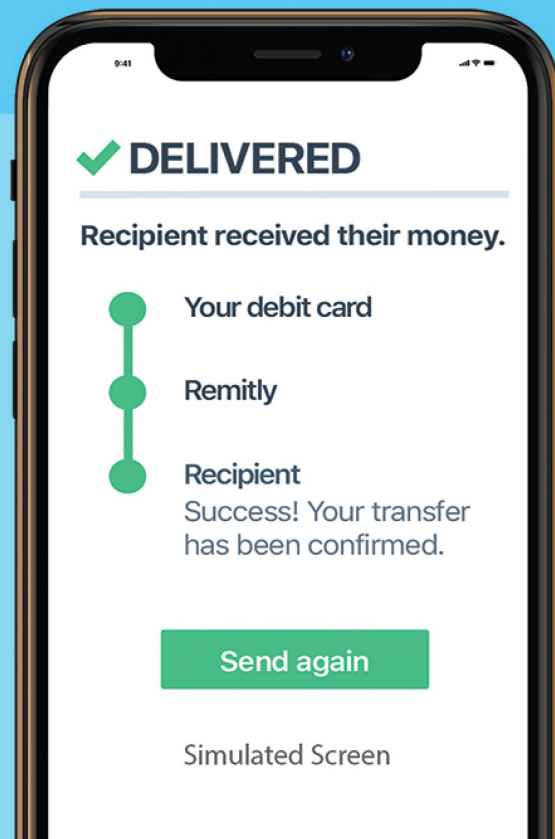 9:41
DELIVERED
Recipient received their money.
Your debit card
Remitly
Recipient
Success! Your transfer
has been confirmed.
Send again
Simulated Screen